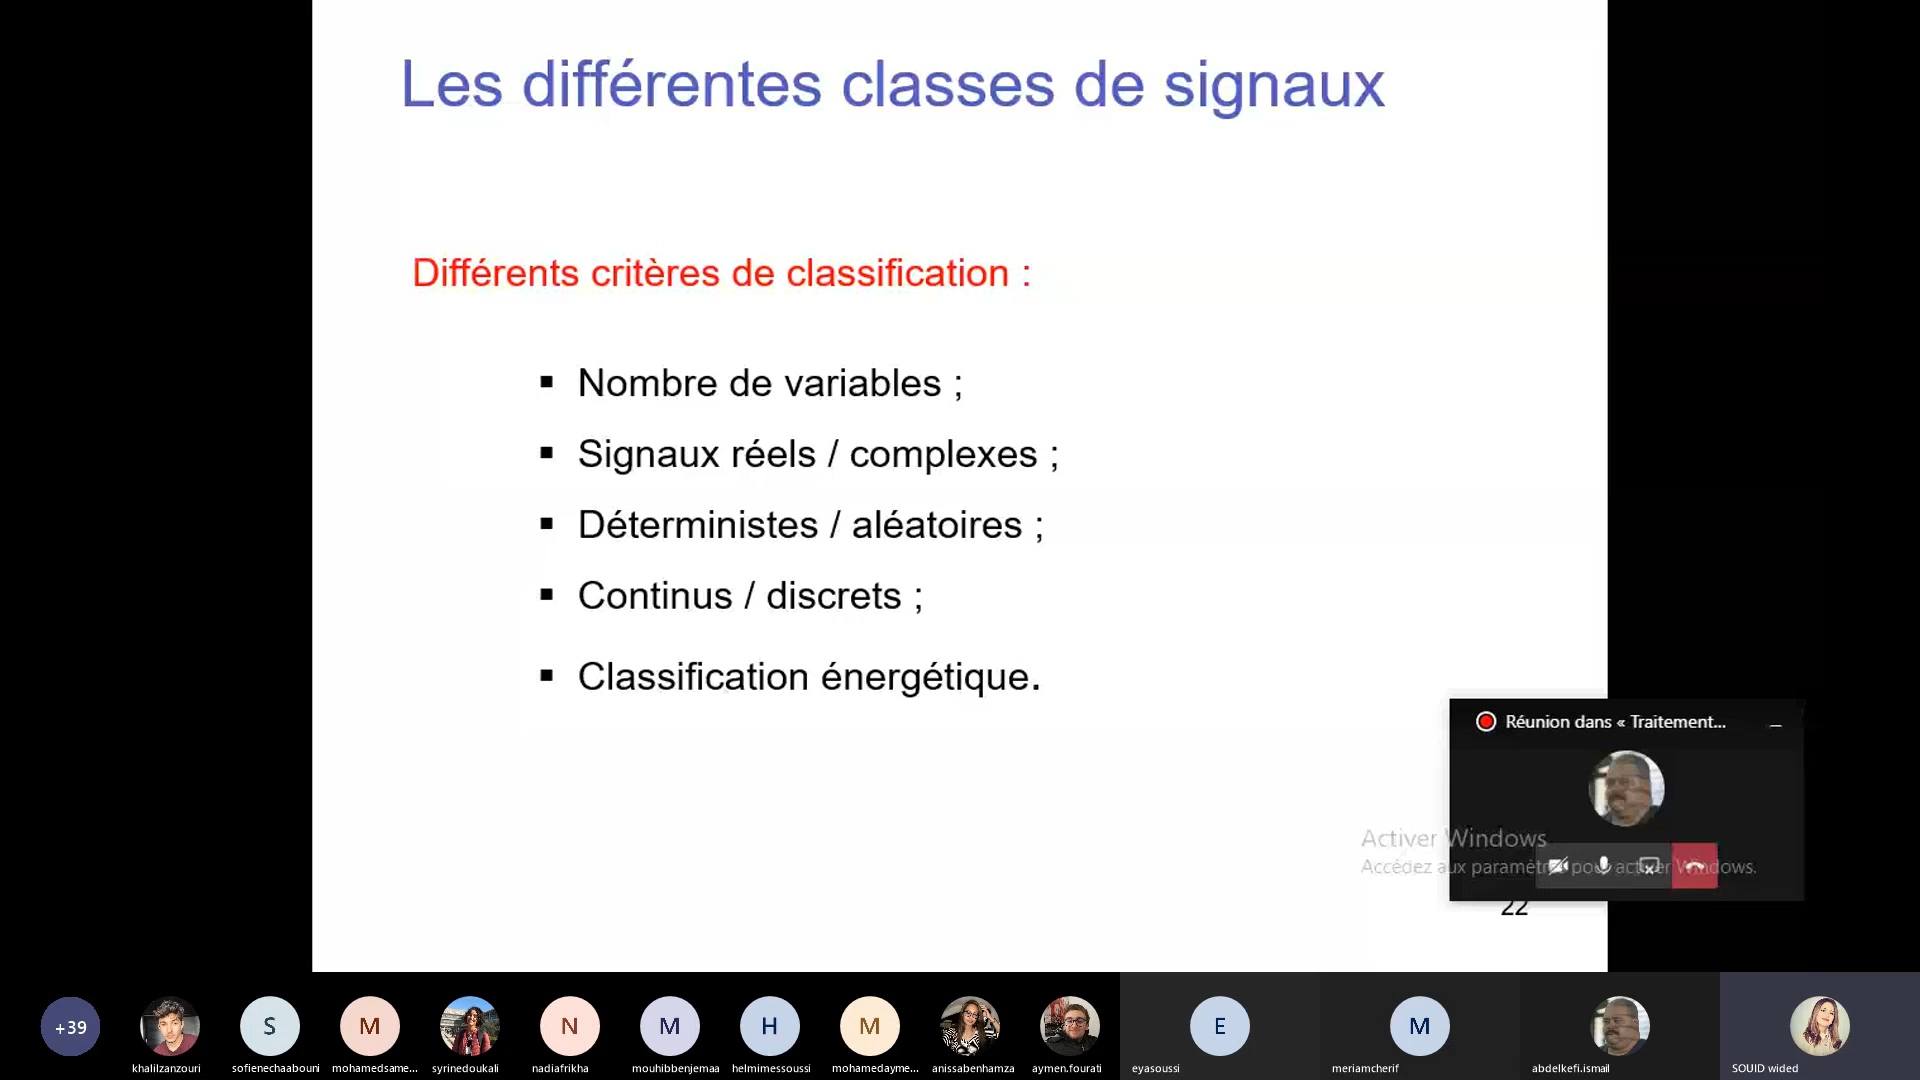 Les différentes classes de signaux
Différents critères de classification :
▪ Nombre de variables ;
▪ Signaux réels / complexes ;
▪ Déterministes / aléatoires ;
▪ Continus / discrets ;
▪ Classification énergétique.
Réunion dans « Traitement...
Activer Windows
Accédez aux paramètres pour activer Windows.
22
+39
S
M
N
M
H
M
E
M
khalilzanzouri
sofienechaabouni
mohamedsame...
syrinedoukali
nadiafrikha
mouhibbenjemaa
helmimessoussi
mohamedayme...
anissabenhamza
aymen.fourati
eyasoussi
meriamcherif
abdelkefi.ismail
SOUID wided